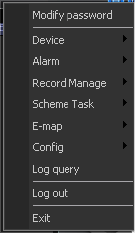 Modify password
Device
Alarm
Record Manage
Scheme Task
E-map
Config
Log query
Log out
Exit